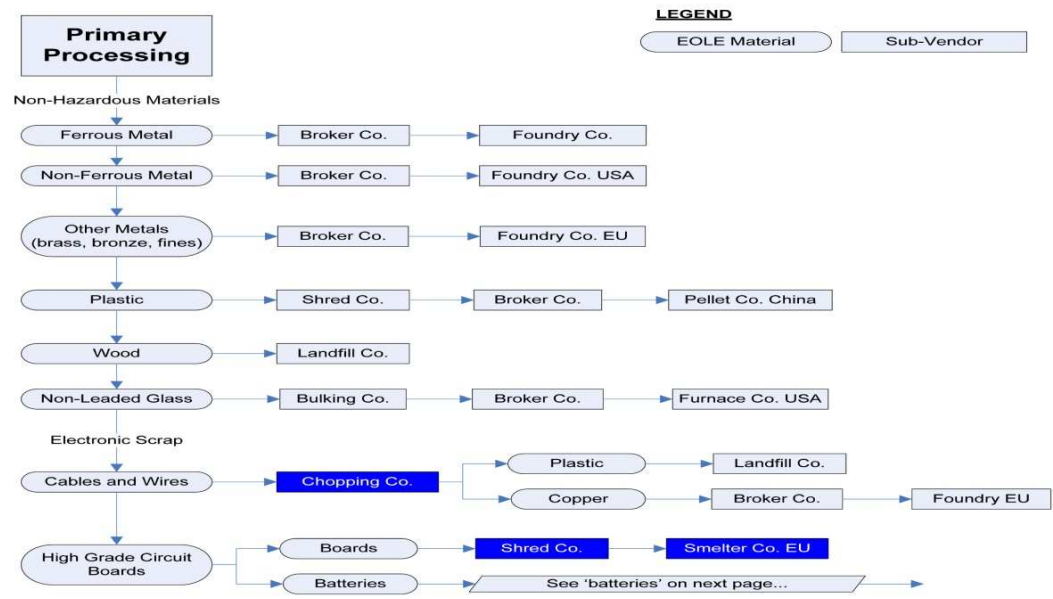 LEGEND
Primary
Processing
EOLE Material
Sub-Vendor
Non-Hazardous Materials
Ferrous Metal
Broker Co.
Foundry Co.
Non-Ferrous Metal
Broker Co.
Foundry Co. USA
Other Metals
(brass, bronze, fines)
Broker Co.
Foundry Co. EU
Plastic
Shred Co.
Broker Co.
Pellet Co. China
Wood
Landfill Co.
Non-Leaded Glass
Bulking Co.
Broker Co.
Furnace Co. USA
Electronic Scrap
Cables and Wires
Chopping Co.
Plastic
Landfill Co.
Copper
Broker Co.
Foundry EU
High Grade Circuit
Boards
Boards
Shred Co.
Smelter Co. EU
Batteries
See 'batteries' on next page...